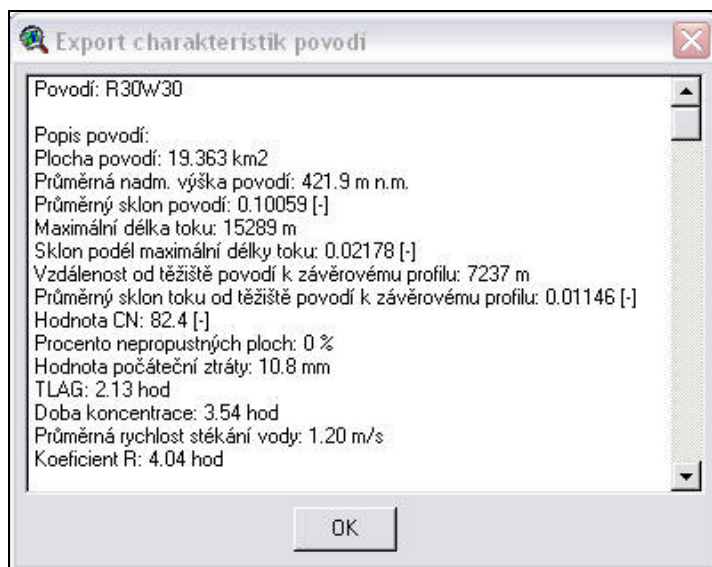 Export charakteristik povodí
Povodí: R30W30
Popis povodí:
Plocha povodí: 19.363 km2
Průměrná nadm. výška povodí: 421.9 m n.m.
Průměrný sklon povodí: 0.10059 [-]
Maximální délka toku: 15289 m
Sklon podél maximální délky toku: 0.02178 [-]
Vzdálenost od těžiště povodí k závěrovému profilu: 7237 m
Průměrný sklon toku od těžiště povodí k závěrovému profilu: 0.01146 [-]
Hodnota CN: 82.4 [-]
Procento nepropustných ploch: 0 %
Hodnota počáteční ztráty: 10.8 mm
TLAG: 2.13 hod
Doba koncentrace: 3.54 hod
Průměrná rychlost stékání vody: 1.20 m/s
Koeficient R: 4.04 hod
OK